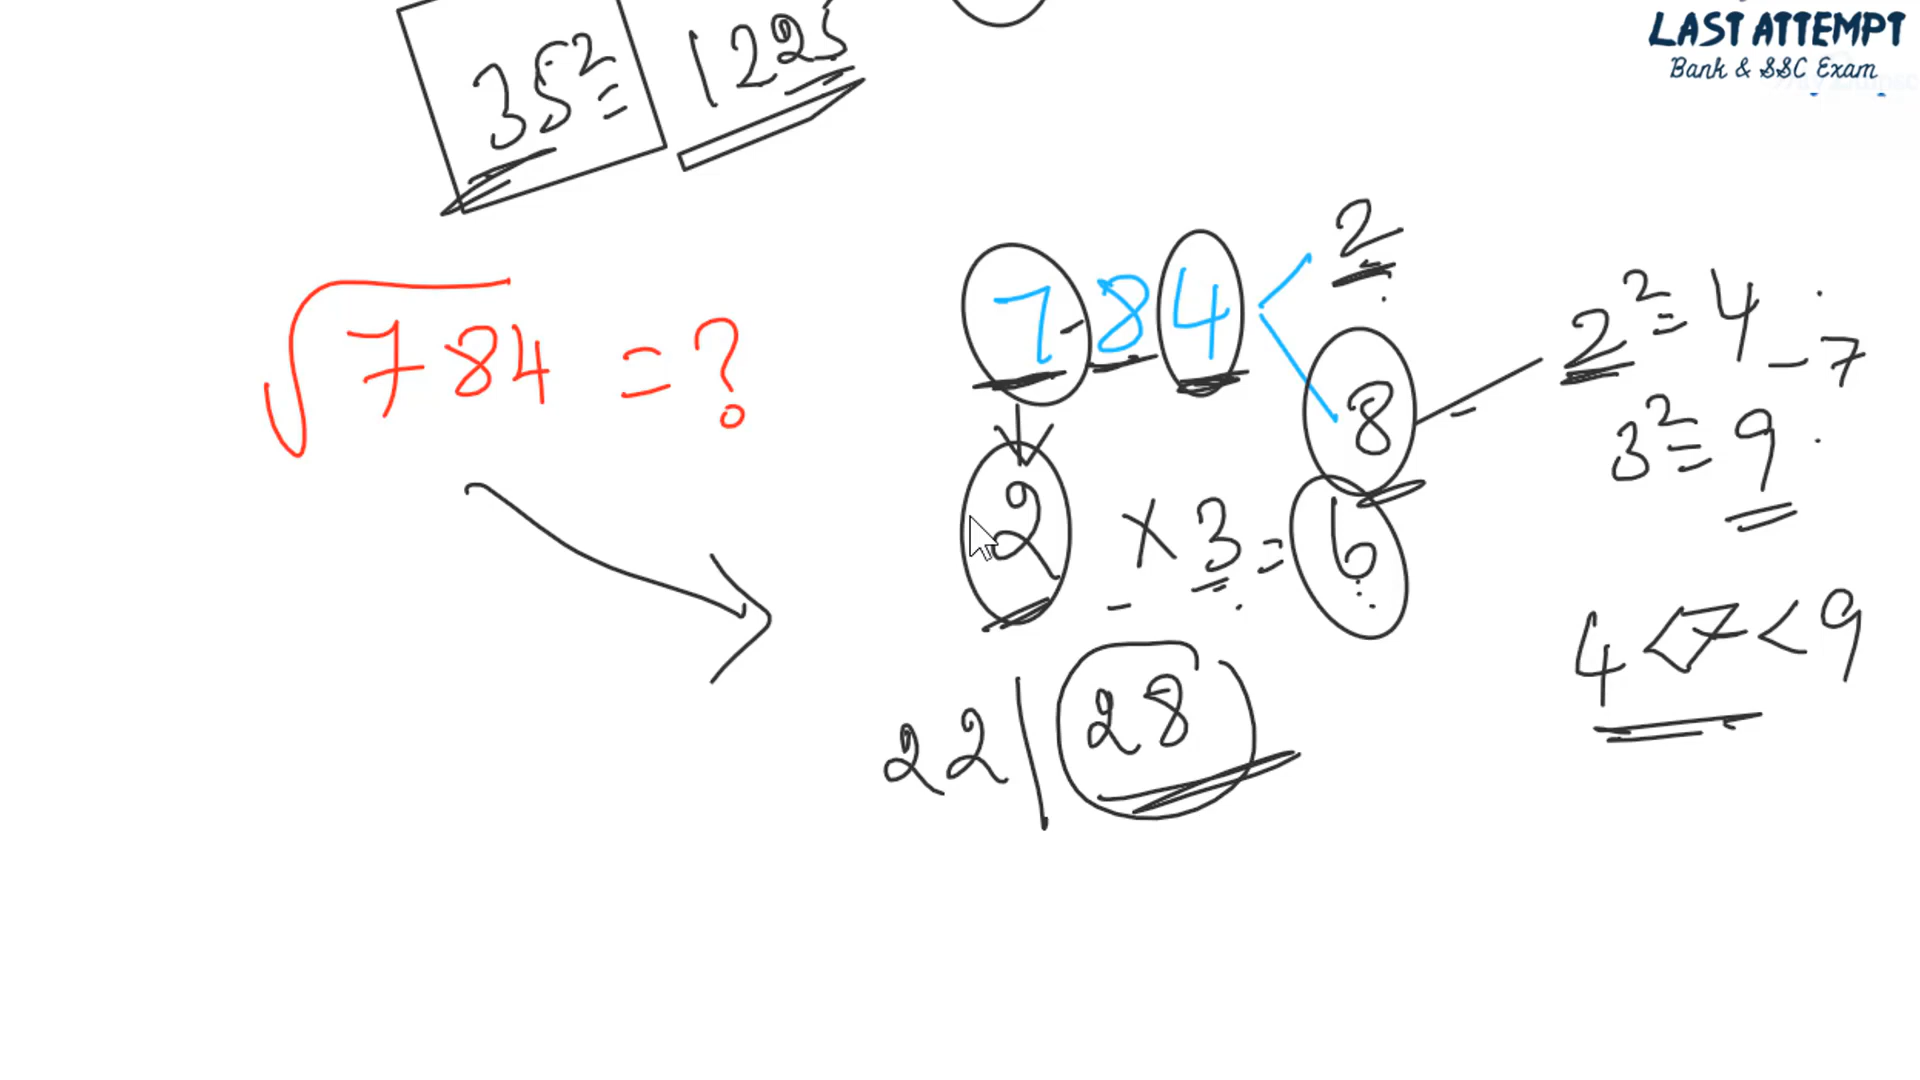 LAST ATTEMPT
Bank & SSC Exam
35² = 1225
√784 = ?
784
2
8
2 × 3 = 6
22 | 28
2² = 4
- 7
3² = 9
4 < 7 < 9